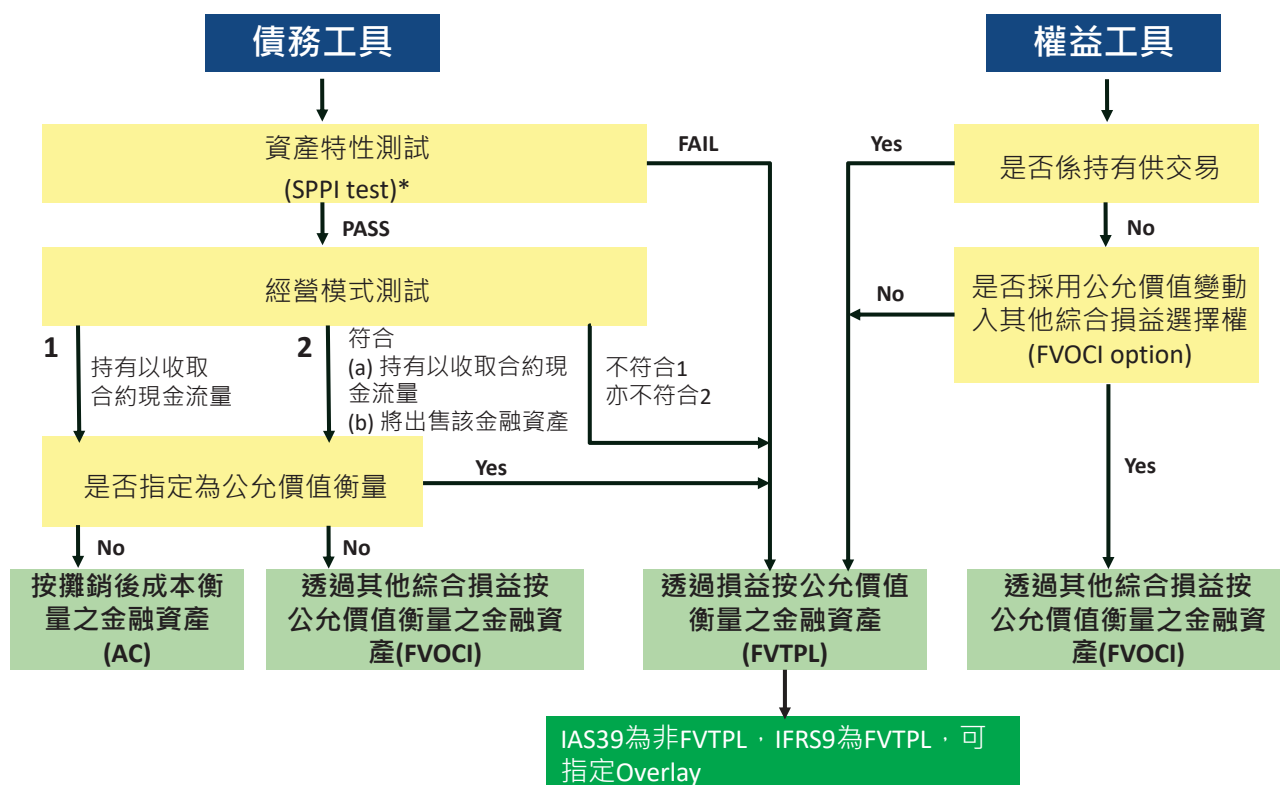 債務工具
權益工具
資產特性測試
(SPPI test)*
FAIL
Yes
是否係持有供交易
PASS
No
經營模式測試
No
是否採用公允價值變動
入其他綜合損益選擇權
(FVOCI option)
1
持有以收取
合約現金流量
2
符合
(a) 持有以收取合約現
金流量
(b) 將出售該金融資產
不符合1
亦不符合2
是否指定為公允價值衡量
Yes
Yes
No
No
按攤銷後成本衡
量之金融資產
(AC)
透過其他綜合損益按
公允價值衡量之金融資
產(FVOCI)
透過損益按公允價值
衡量之金融資產
(FVTPL)
透過其他綜合損益按
公允價值衡量之金融資
產(FVOCI)
IAS39為非FVTPL，IFRS9為FVTPL，可
指定Overlay